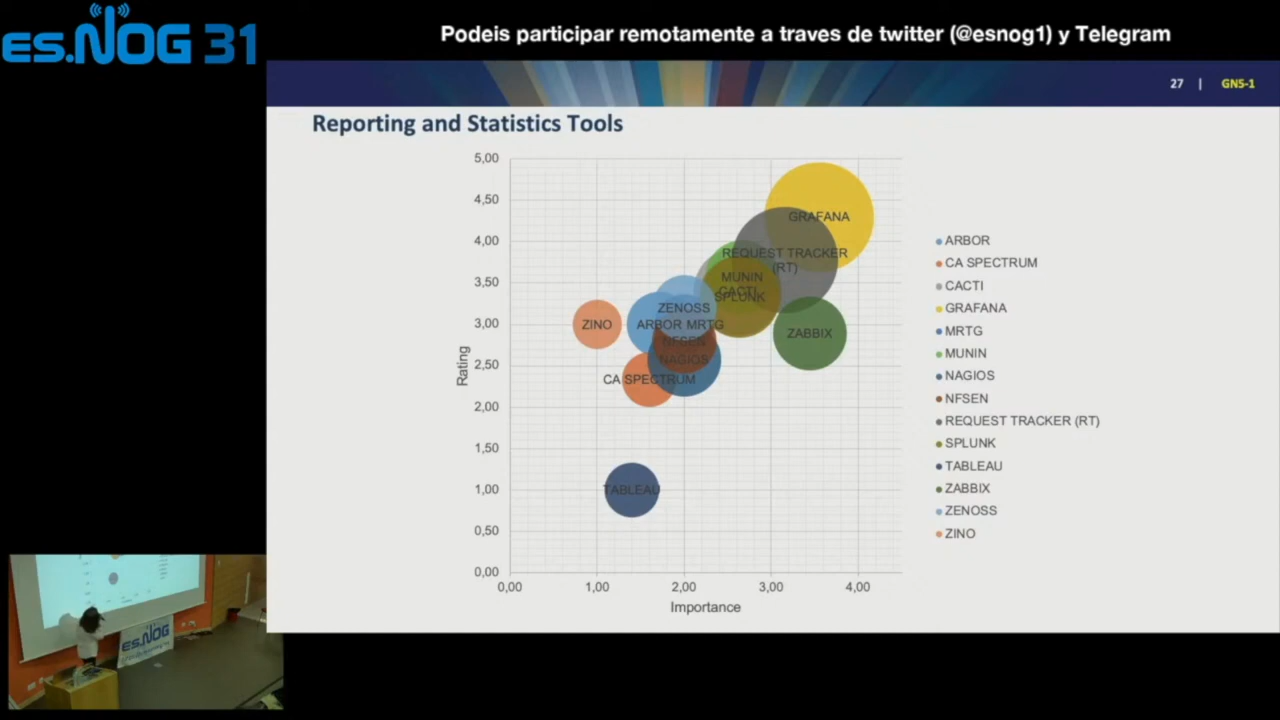 es.NOG 31
Podeis participar remotamente a traves de twitter (@esnog1) y Telegram
27 | GN5-1
Reporting and Statistics Tools
5,00
4,50
4,00
3,50
3,00
2,50
2,00
1,50
1,00
0,50
0,00
Rating
0,00 1,00 2,00 3,00 4,00
Importance
GRAFANA
REQUEST TRACKER
(RT)
MUNIN
CACTI
SPLUNK
ZENOSS
ZINO
ARBOR MRTG
ZABBIX
NFSEN
NAGIOS
CA SPECTRUM
TABLEAU
ARBOR
CA SPECTRUM
CACTI
GRAFANA
MRTG
MUNIN
NAGIOS
NFSEN
REQUEST TRACKER (RT)
SPLUNK
TABLEAU
ZABBIX
ZENOSS
ZINO
es.NOG